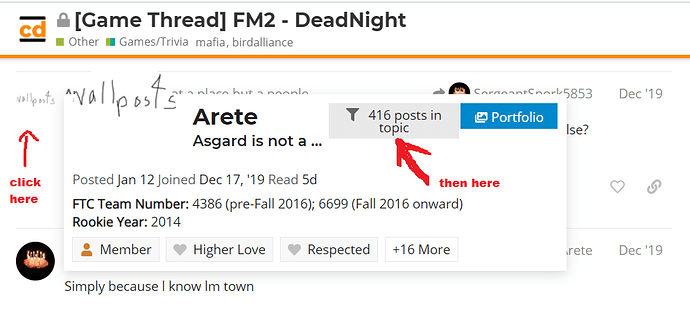 cd
[Game Thread] FM2 - DeadNight
Other Games/Trivia mafia, birdalliance
ot a place but a people
SergeantSpork5853 Dec '19
wallposts
wallposts
Arete
Asgard is not a ...
416 posts in topic
Portfolio
else?
click here
then here
Posted Jan 12 Joined Dec 17, '19 Read 5d
FTC Team Number: 4386 (pre-Fall 2016); 6699 (Fall 2016 onward)
Rookie Year: 2014
Member Higher Love Respected +16 More
Arete Dec '19
Simply because I know Im town